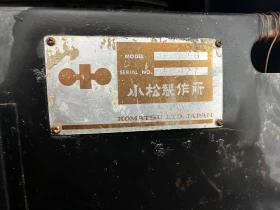 MODEL
SERIAL NO.
小松製作所
KOMATSU LTD. JAPAN